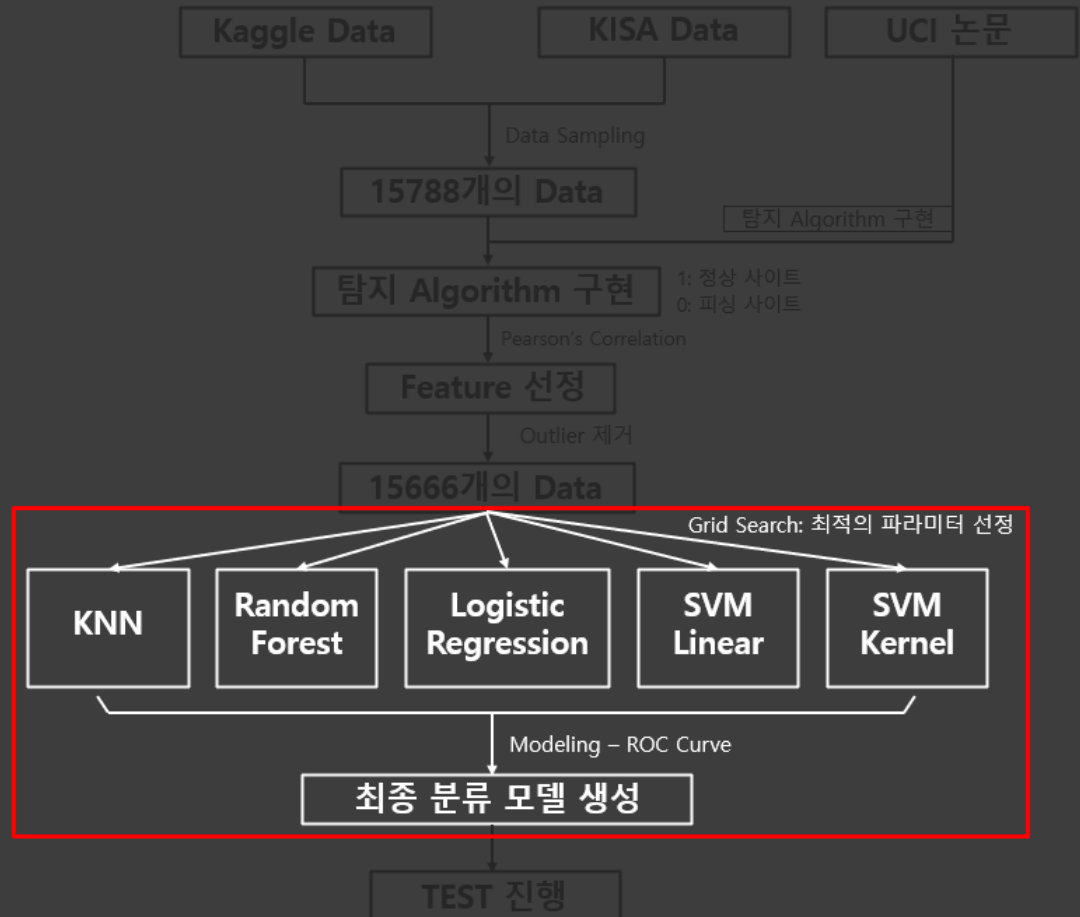 Kaggle Data
KISA Data
UCI 논문
Data Sampling
15788개의 Data
탐지 Algorithm 구현
탐지 Algorithm 구현
1: 정상 사이트
0: 피싱 사이트
Pearson's Correlation
Feature 선정
Outlier 제거
15666개의 Data
Grid Search: 최적의 파라미터 선정
KNN
Random
Forest
Logistic
Regression
SVM
Linear
SVM
Kernel
Modeling – ROC Curve
최종 분류 모델 생성
TEST 진행